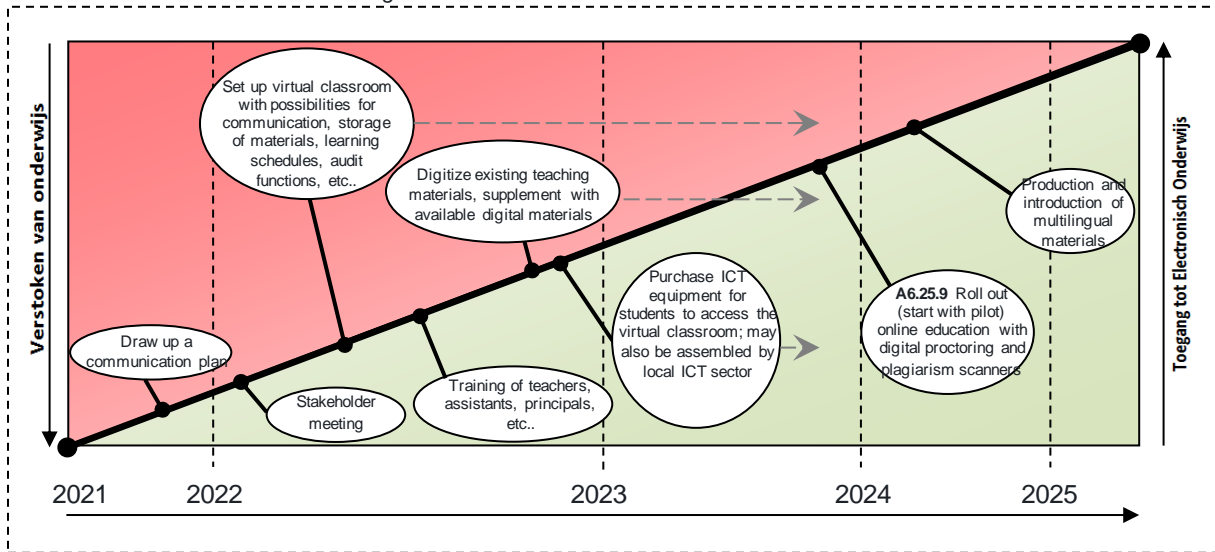 Verstoken van onderwijs
Set up virtual classroom
with possibilities for
communication, storage
of materials, learning
schedules, audit
functions, etc..
Digitize existing teaching
materials, supplement with
available digital materials
Draw up a
communication plan
Stakeholder
meeting
Training of teachers,
assistants, principals,
etc..
Purchase ICT
equipment for
students to access the
virtual classroom; may
also be assembled by
local ICT sector
A6.25.9 Roll out
(start with pilot)
online education with
digital proctoring and
plagiarism scanners
Production and
introduction of
multilingual
materials
Toegang tot Electronisch Onderwijs
2021 2022 2023 2024 2025